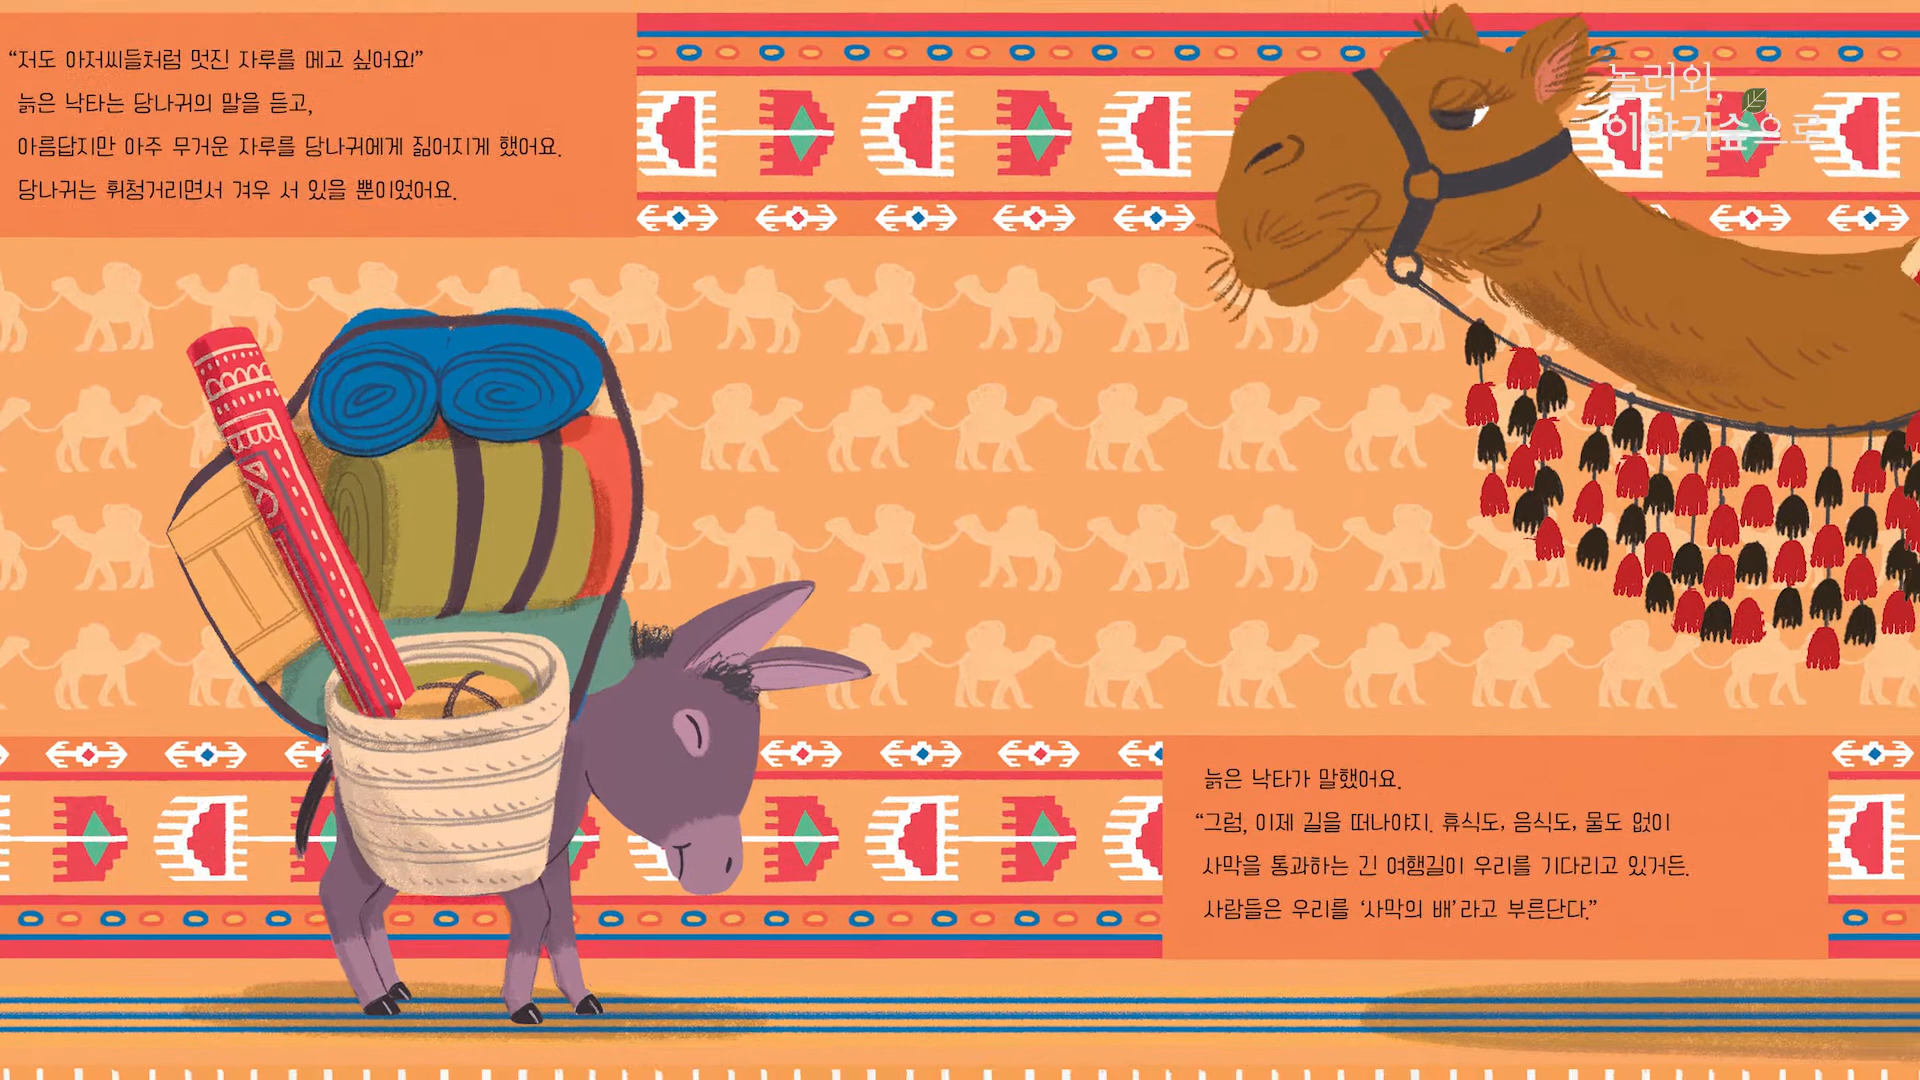 “저도 아저씨들처럼 멋진 자루를 메고 싶어요!”
늙은 낙타는 당나귀의 말을 듣고,
아름답지만 아주 무거운 자루를 당나귀에게 짊어지게 했어요.
당나귀는 휘청거리면서 겨우 서 있을 뿐이었어요.
놀러와,
이야기숲으로
늙은 낙타가 말했어요.
“그럼, 이제 길을 떠나야지. 휴식도, 음식도, 물도 없이
사막을 통과하는 긴 여행길이 우리를 기다리고 있거든.
사람들은 우리를 ‘사막의 배’라고 부른단다.”